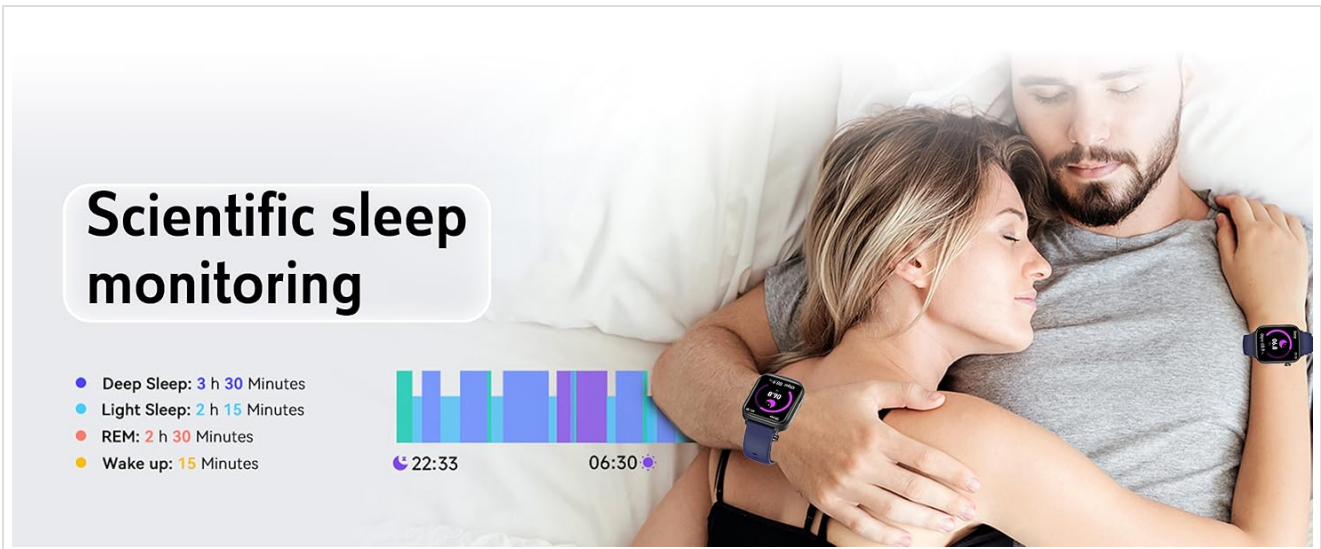 Scientific sleep
monitoring
Deep Sleep: 3 h 30 Minutes
Light Sleep: 2 h 15 Minutes
REM: 2 h 30 Minutes
Wake up: 15 Minutes
22:33
06:30